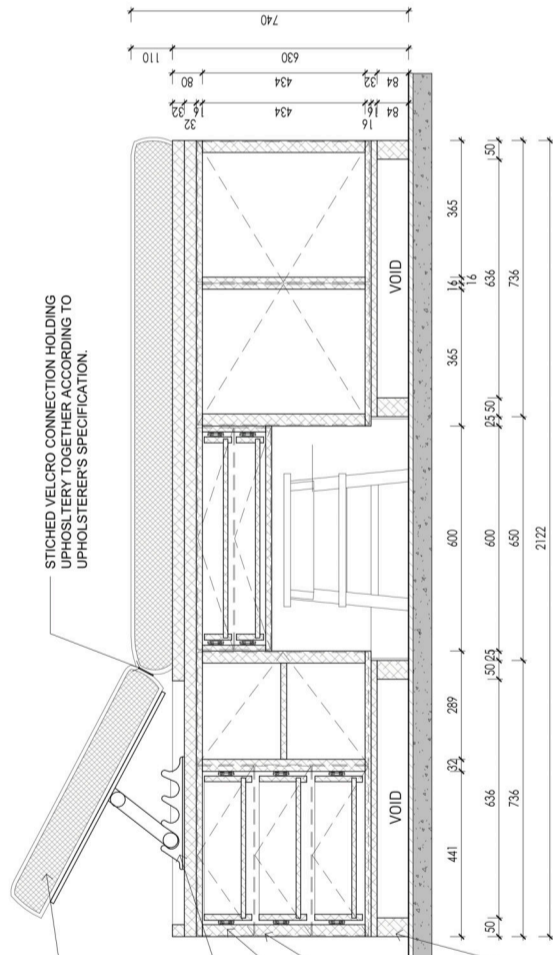 STICHED VELCRO CONNECTION HOLDING
UPHOSLTERY TOGETHER ACCORDING TO
UPHOLSTERER'S SPECIFICATION.
740
110 630
80 434 32 84
32 32 16 434 16 16 84
VOID VOID
441 32 289 600 365 16 16 365
50 636 50 25 600 25 50 636 50
736 650 736
2122